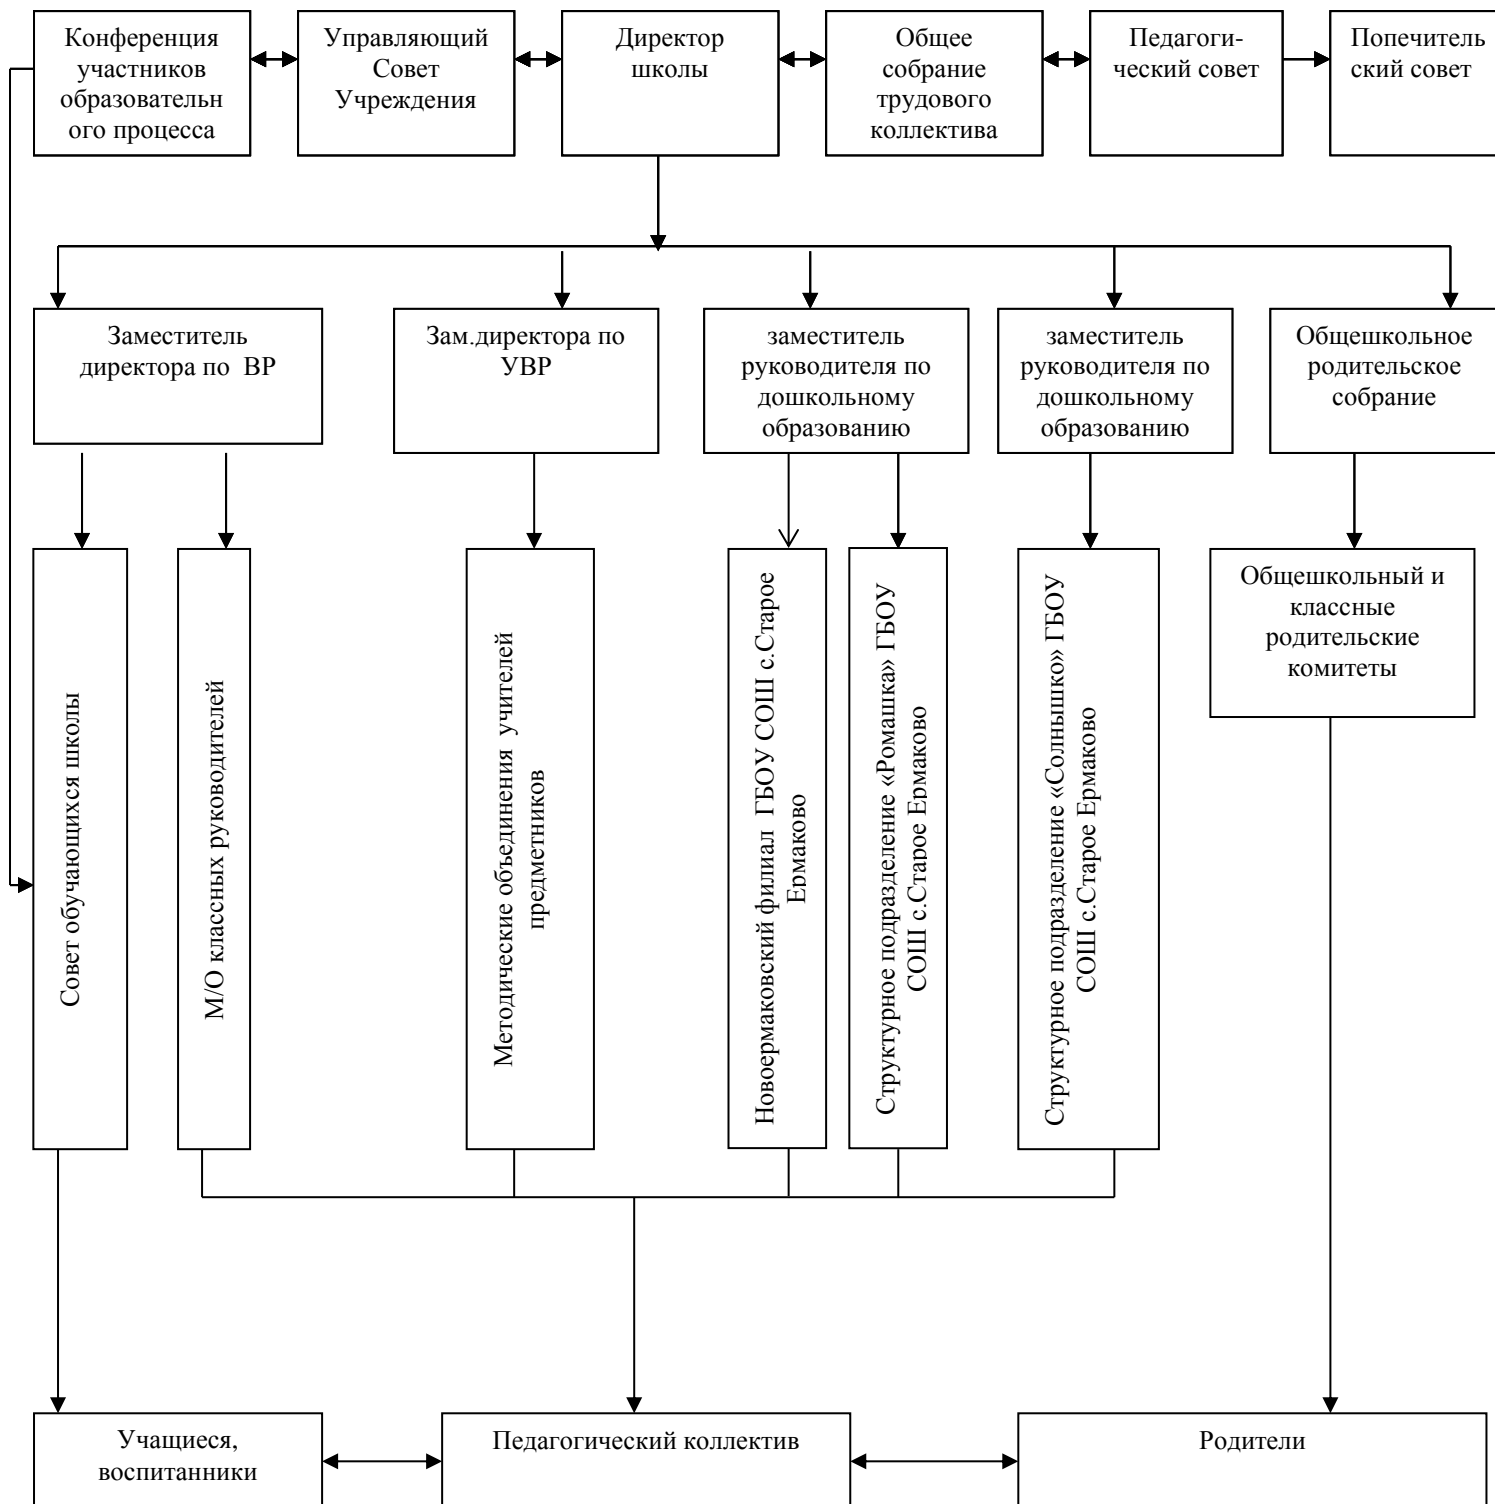 Конференция
участников
образовательн
ого процесса
Управляющий
Совет
Учреждения
Директор
школы
Общее
собрание
трудового
коллектива
Педагоги-
ческий совет
Попечитель
ский совет
Заместитель
директора по ВР
Зам.директора по
УВР
заместитель
руководителя по
дошкольному
образованию
заместитель
руководителя по
дошкольному
образованию
Общешкольное
родительское
собрание
Совет обучающихся школы
М/О классных руководителей
Методические объединения учителей
предметников
Новоермаковский филиал ГБОУ СОШ с.Старое
Ермаково
Структурное подразделение «Ромашка» ГБОУ
СОШ с.Старое Ермаково
Структурное подразделение «Солнышко» ГБОУ
СОШ с.Старое Ермаково
Общешкольный и
классные
родительские
комитеты
Учащиеся,
воспитанники
Педагогический коллектив
Родители